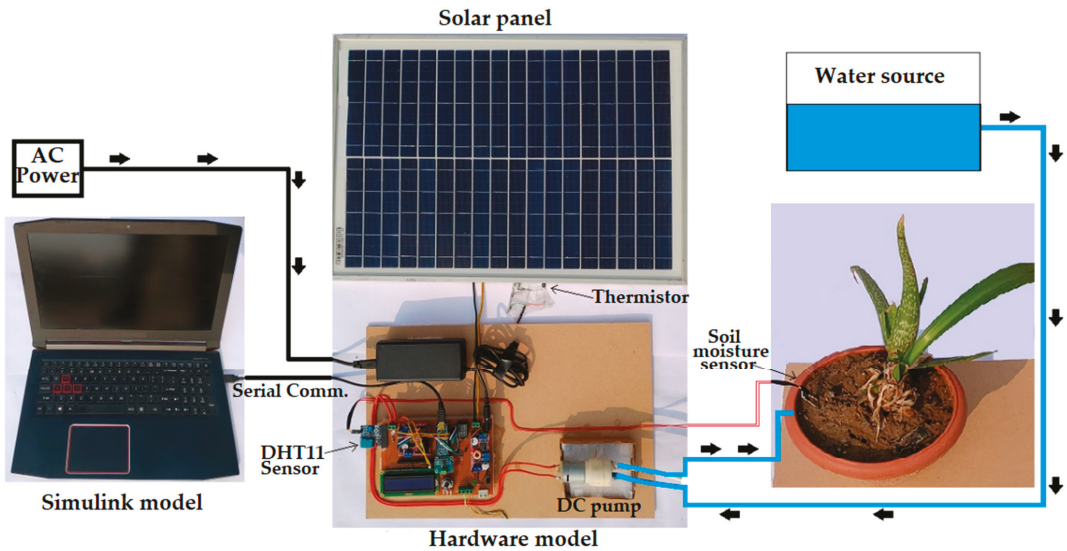 Solar panel
Water source
AC
Power
Thermistor
Soil
moisture
sensor
Serial Comm.
DHT11
Sensor
DC pump
Simulink model
Hardware model